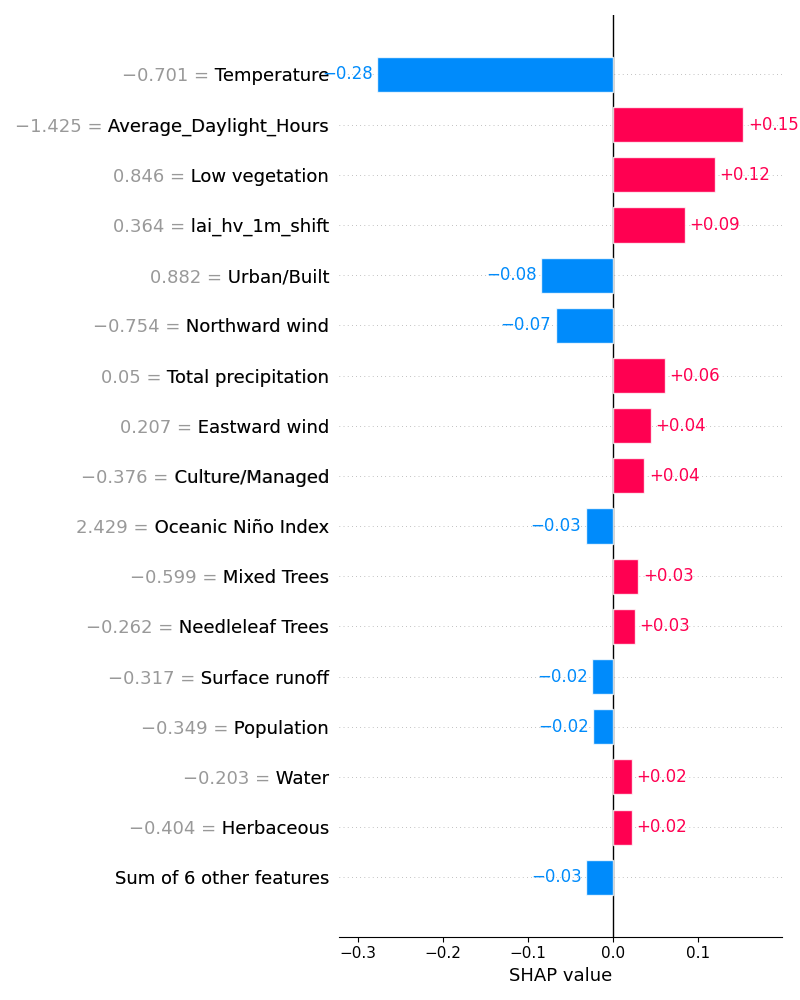 −0.701 = Temperature −0.28
−1.425 = Average_Daylight_Hours +0.15
0.846 = Low vegetation +0.12
0.364 = lai_hv_1m_shift +0.09
0.882 = Urban/Built −0.08
−0.754 = Northward wind −0.07
0.05 = Total precipitation +0.06
0.207 = Eastward wind +0.04
−0.376 = Culture/Managed +0.04
2.429 = Oceanic Niño Index −0.03
−0.599 = Mixed Trees +0.03
−0.262 = Needleleaf Trees +0.03
−0.317 = Surface runoff −0.02
−0.349 = Population −0.02
−0.203 = Water +0.02
−0.404 = Herbaceous +0.02
Sum of 6 other features −0.03
−0.3 −0.2 −0.1 0.0 0.1
SHAP value